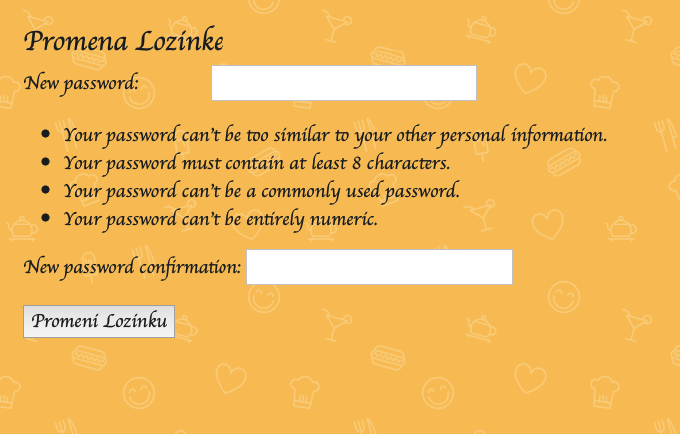 Promena Lozinke
New password:
Your password can't be too similar to your other personal information.
Your password must contain at least 8 characters.
Your password can't be a commonly used password.
Your password can't be entirely numeric.
New password confirmation:
Promeni Lozinku